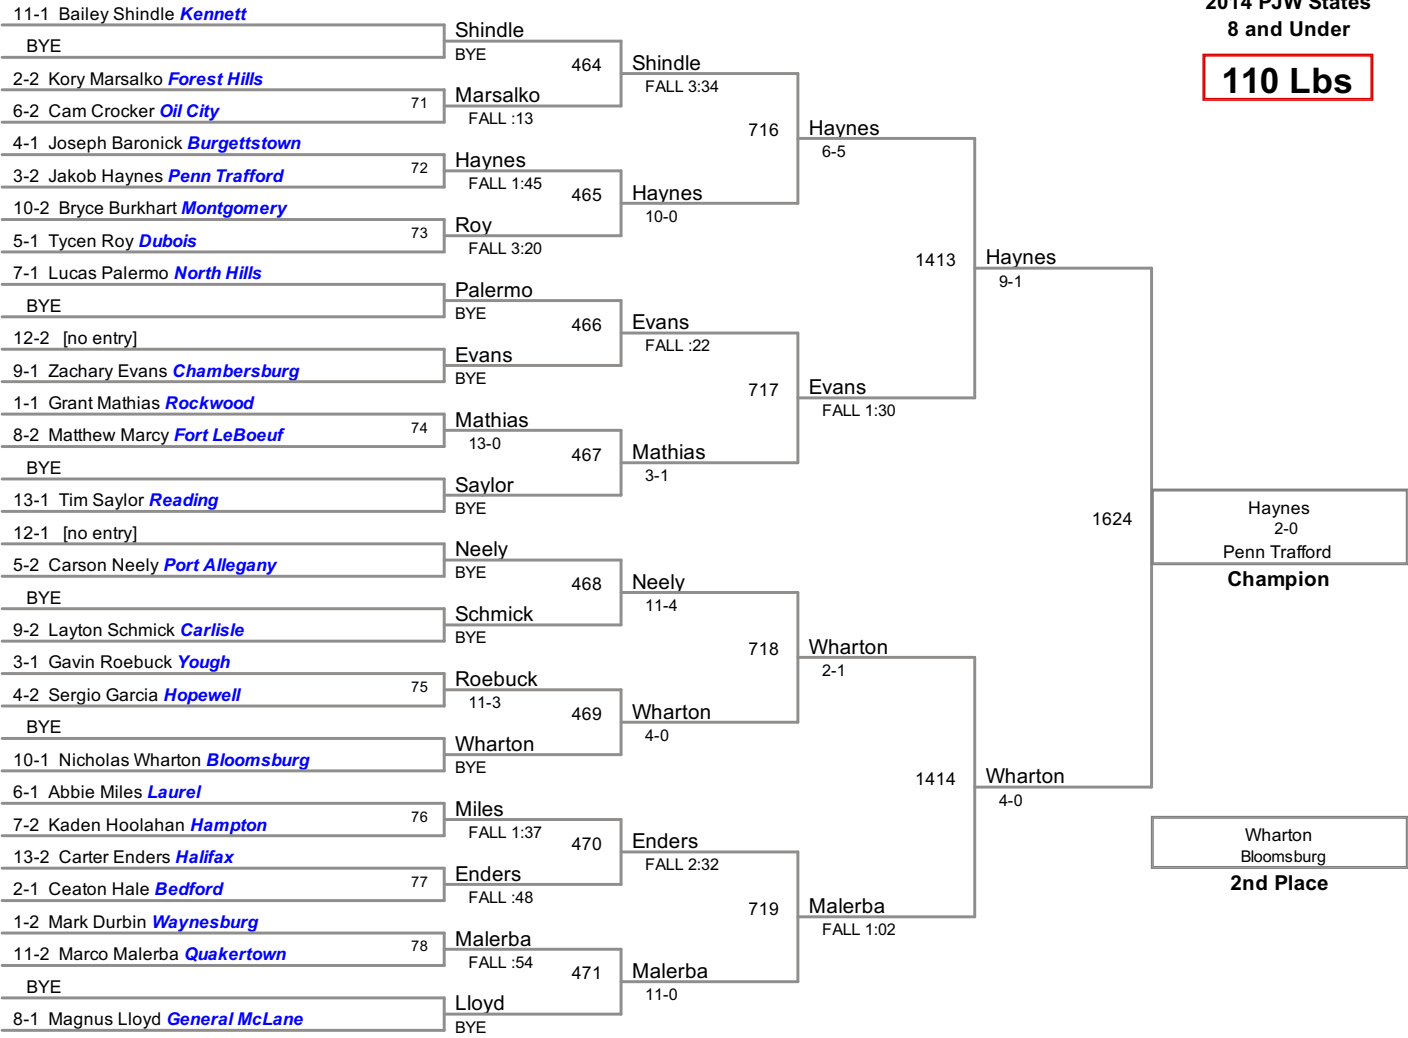 2014 PJW States
8 and Under
110 Lbs
11-1 Bailey Shindle Kennett
BYE
2-2 Kory Marsalko Forest Hills
6-2 Cam Crocker Oil City
4-1 Joseph Baronick Burgettstown
3-2 Jakob Haynes Penn Trafford
10-2 Bryce Burkhart Montgomery
5-1 Tycen Roy Dubois
7-1 Lucas Palermo North Hills
BYE
12-2 [no entry]
9-1 Zachary Evans Chambersburg
1-1 Grant Mathias Rockwood
8-2 Matthew Marcy Fort LeBoeuf
BYE
13-1 Tim Saylor Reading
12-1 [no entry]
5-2 Carson Neely Port Allegany
BYE
9-2 Layton Schmick Carlisle
3-1 Gavin Roebuck Yough
4-2 Sergio Garcia Hopewell
BYE
10-1 Nicholas Wharton Bloomsburg
6-1 Abbie Miles Laurel
7-2 Kaden Hoolahan Hampton
13-2 Carter Enders Halifax
2-1 Ceaton Hale Bedford
1-2 Mark Durbin Waynesburg
11-2 Marco Malerba Quakertown
BYE
8-1 Magnus Lloyd General McLane
71
72
73
74
75
76
77
78
Shindle
BYE
Marsalko
FALL :13
Haynes
FALL 1:45
Roy
FALL 3:20
Palermo
BYE
Evans
BYE
Mathias
13-0
Saylor
BYE
Neely
BYE
Schmick
BYE
Roebuck
11-3
Wharton
BYE
Miles
FALL 1:37
Enders
FALL :48
Malerba
FALL :54
Lloyd
BYE
464
465
466
467
468
469
470
471
Shindle
FALL 3:34
Haynes
10-0
Evans
FALL :22
Mathias
3-1
Neely
11-4
Wharton
4-0
Enders
FALL 2:32
Malerba
11-0
716
717
718
719
Haynes
6-5
Evans
FALL 1:30
Wharton
2-1
Malerba
FALL 1:02
1413
1414
Haynes
9-1
Wharton
4-0
1624
Haynes
2-0
Penn Trafford
Champion
Wharton
Bloomsburg
2nd Place